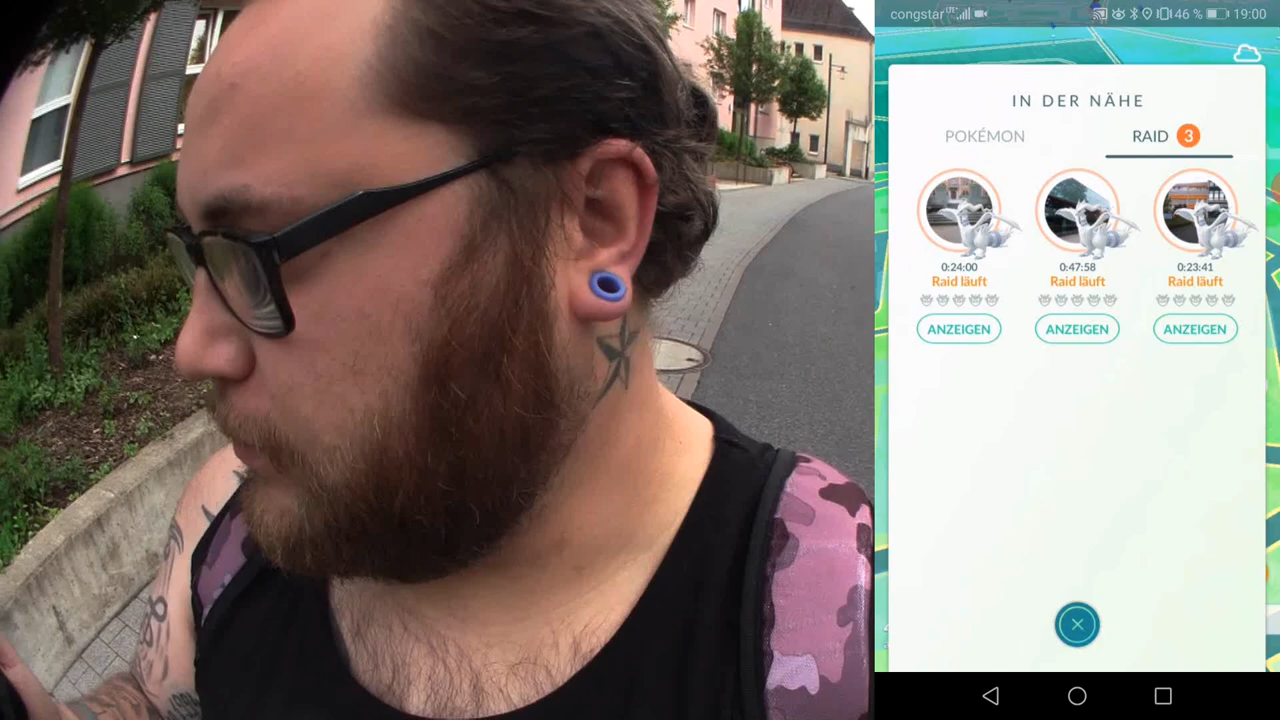 congstar LTE 46 % 19:00
IN DER NÄHE
POKÉMON RAID 3
0:24:00 0:47:58 0:23:41
Raid läuft Raid läuft Raid läuft
ANZEIGEN ANZEIGEN ANZEIGEN